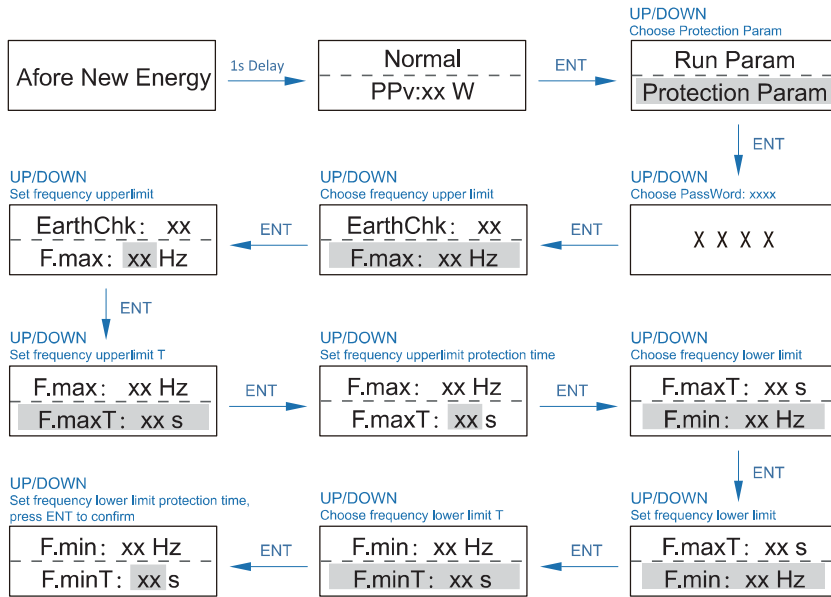 UP/DOWN
Choose Protection Param
Afore New Energy
1s Delay
Normal
PPv:xx W
ENT
Run Param
Protection Param
ENT
UP/DOWN
Set frequency upperlimit
UP/DOWN
Choose frequency upper limit
UP/DOWN
Choose PassWord: xxxx
EarthChk: xx
F.max: xx Hz
ENT
EarthChk: xx
F.max: xx Hz
ENT
X X X X
ENT
UP/DOWN
Set frequency upperlimit T
UP/DOWN
Set frequency upperlimit protection time
UP/DOWN
Choose frequency lower limit
F.max: xx Hz
F.maxT: xx s
ENT
F.max: xx Hz
F.maxT: xx s
ENT
F.maxT: xx s
F.min: xx Hz
ENT
UP/DOWN
Set frequency lower limit protection time,
press ENT to confirm
UP/DOWN
Choose frequency lower limit T
UP/DOWN
Set frequency lower limit
F.min: xx Hz
F.minT: xx s
ENT
F.min: xx Hz
F.minT: xx s
ENT
F.maxT: xx s
F.min: xx Hz